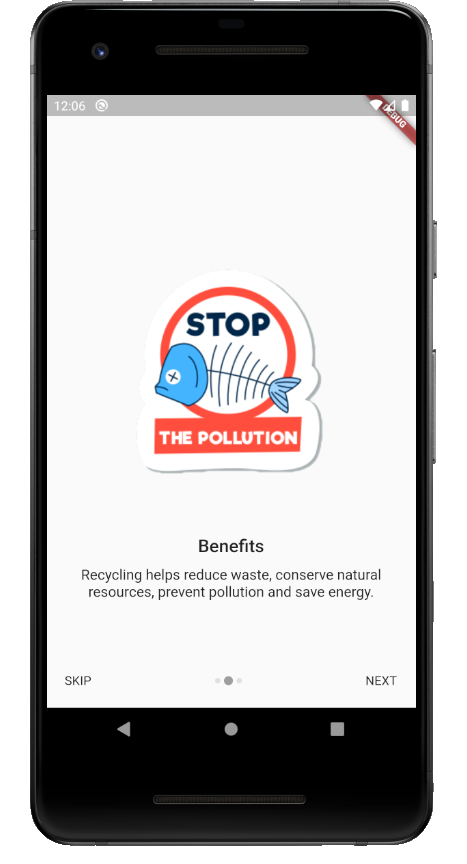 12:06
DEBUG
STOP
THE POLLUTION
Benefits
Recycling helps reduce waste, conserve natural
resources, prevent pollution and save energy.
SKIP
NEXT